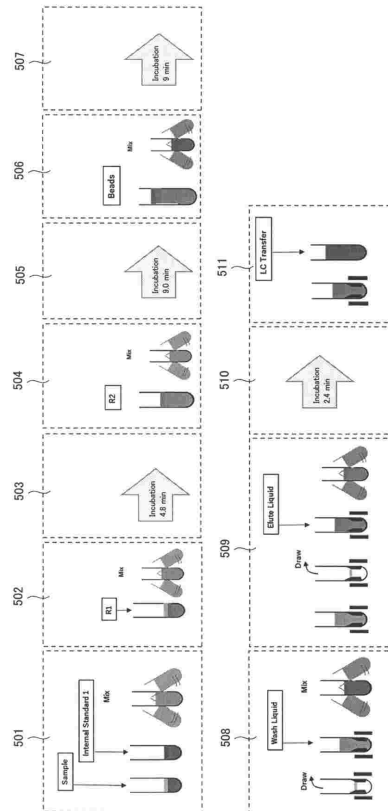 501
Sample
Internal Standard 1
Mix
502
R1
Mix
503
Incubation
4.8 min
504
R2
Mix
505
Incubation
9.0 min
506
Beads
Mix
507
Incubation
9 min
508
Draw
Wash Liquid
Mix
509
Draw
Elute Liquid
510
Incubation
2.4 min
511
LC Transfer